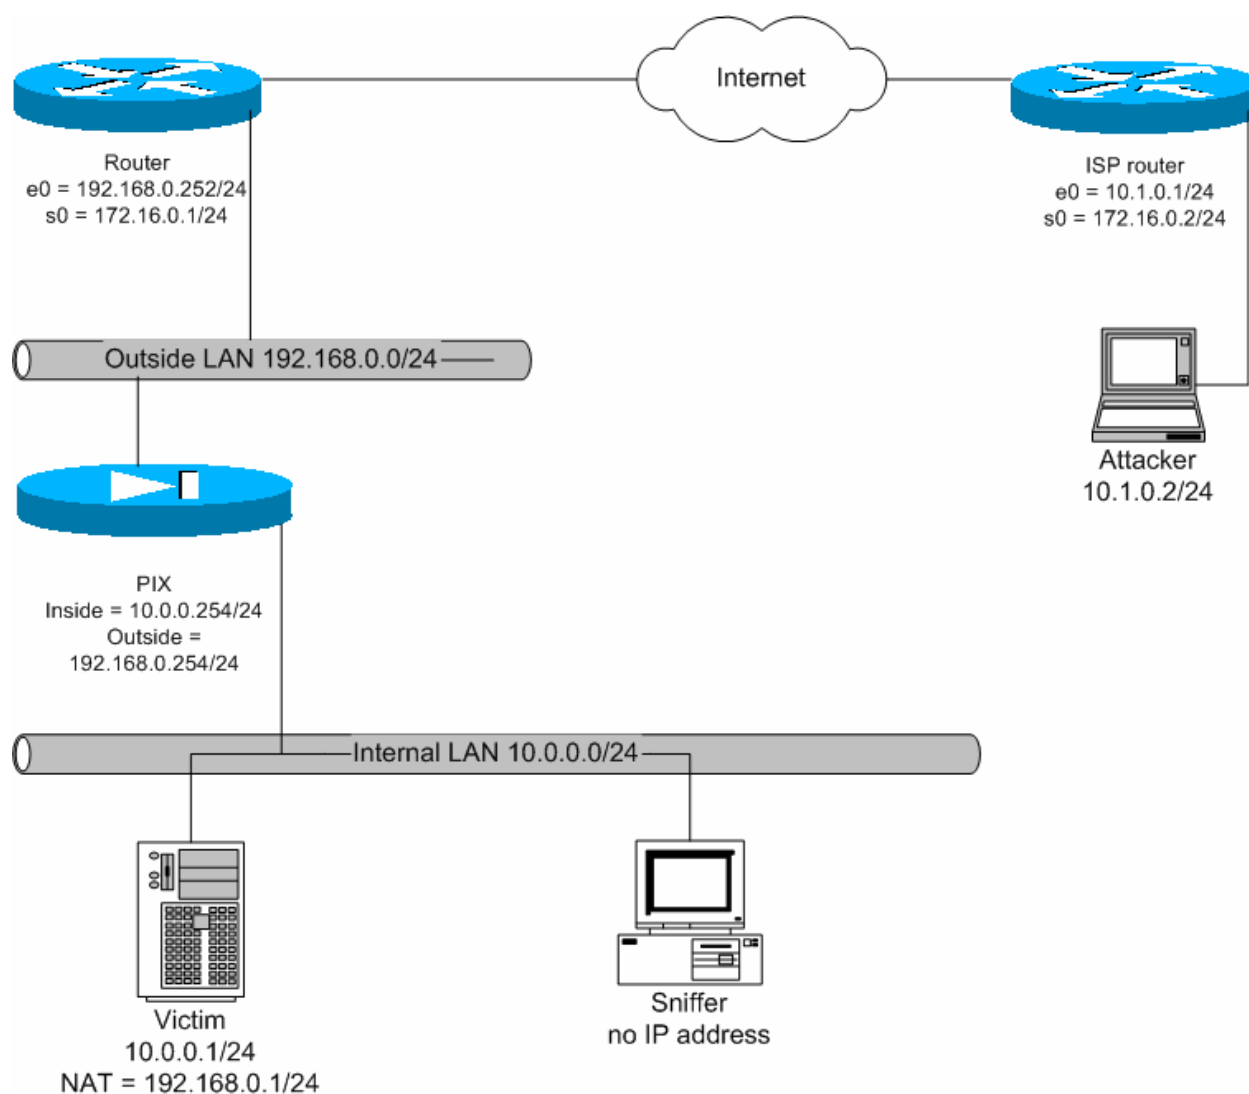 Internet
Router
e0 = 192.168.0.252/24
s0 = 172.16.0.1/24
ISP router
e0 = 10.1.0.1/24
s0 = 172.16.0.2/24
Outside LAN 192.168.0.0/24
Attacker
10.1.0.2/24
PIX
Inside = 10.0.0.254/24
Outside =
192.168.0.254/24
Internal LAN 10.0.0.0/24
Victim
10.0.0.1/24
NAT = 192.168.0.1/24
Sniffer
no IP address